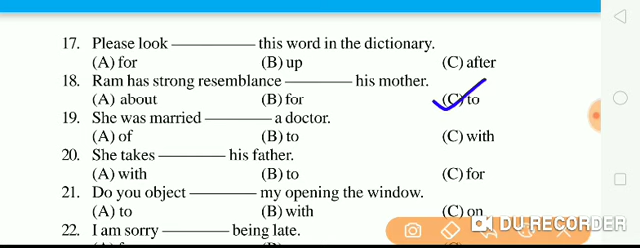 17. Please look ——— this word in the dictionary.
(A) for (B) up (C) after
18. Ram has strong resemblance ——— his mother.
(A) about (B) for (C) to
19. She was married ——— a doctor.
(A) of (B) to (C) with
20. She takes ——— his father.
(A) with (B) to (C) for
21. Do you object ——— my opening the window.
(A) to (B) with (C) on
22. I am sorry ——— being late.
DU RECORDER